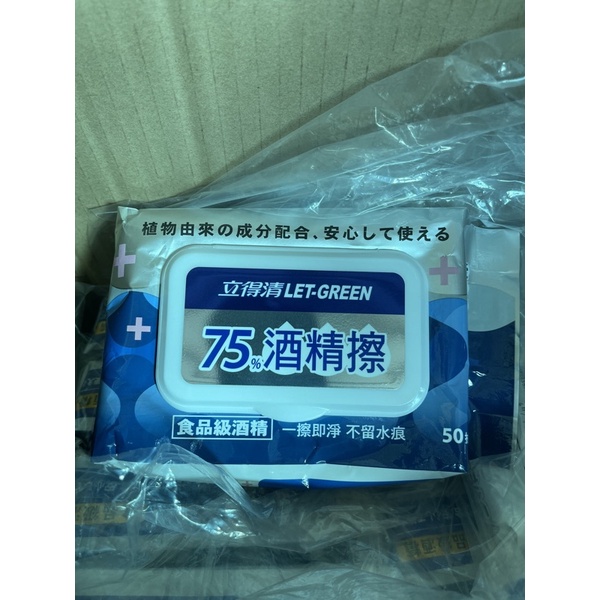 植物由來の成分配合、安心して使える
立得清 LET-GREEN
75%酒精擦
食品級酒精 一擦即淨 不留水痕
50